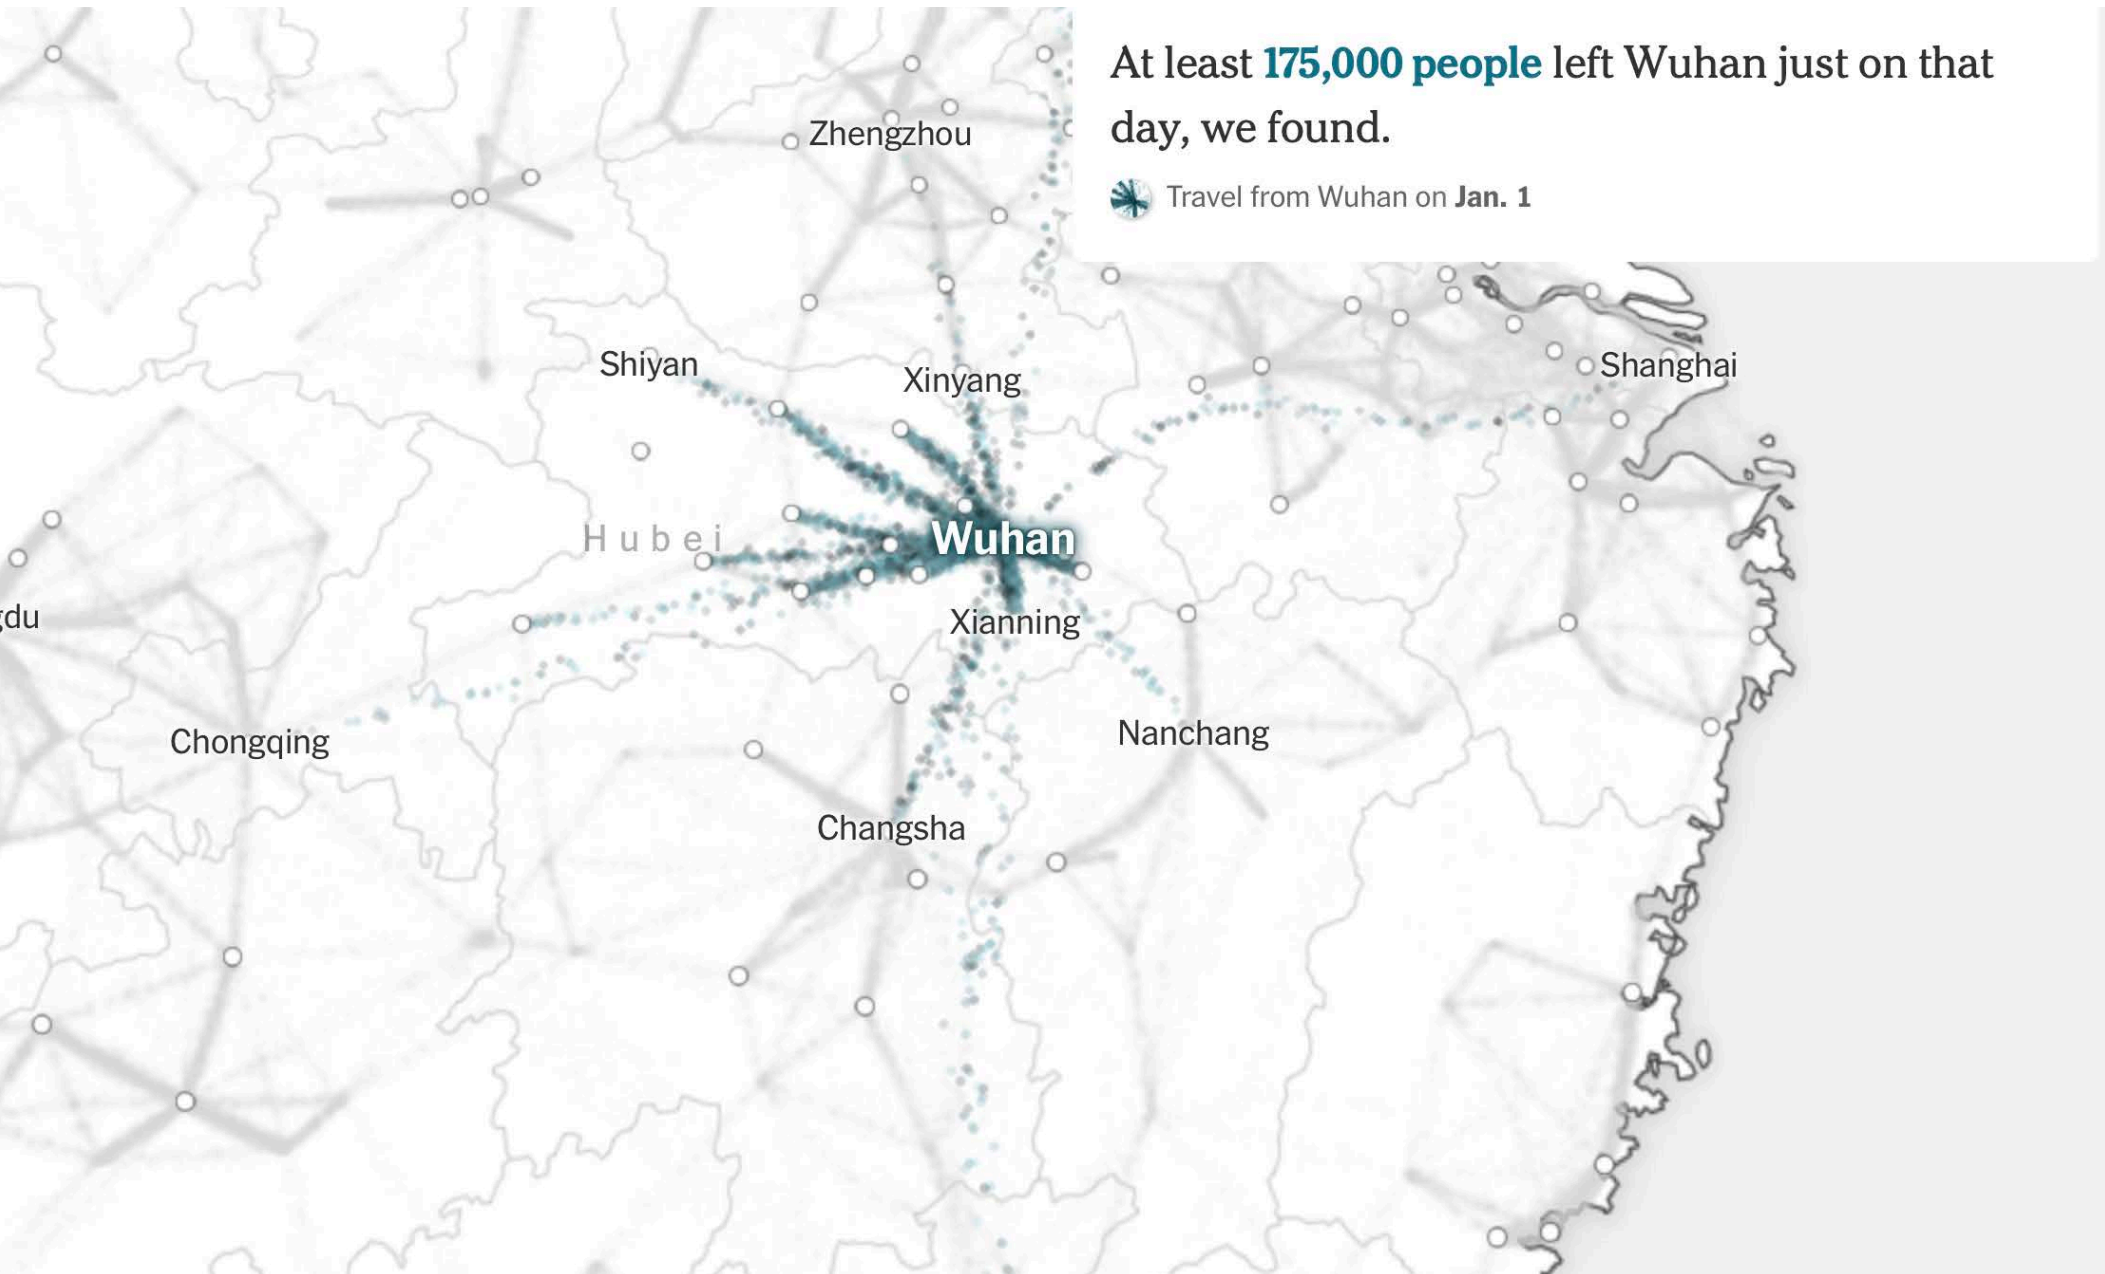 At least 175,000 people left Wuhan just on that
day, we found.
Travel from Wuhan on Jan. 1
Zhengzhou
Shiyan
Xinyang
Shanghai
Hubei
Wuhan
gdu
Xianning
Chongqing
Nanchang
Changsha